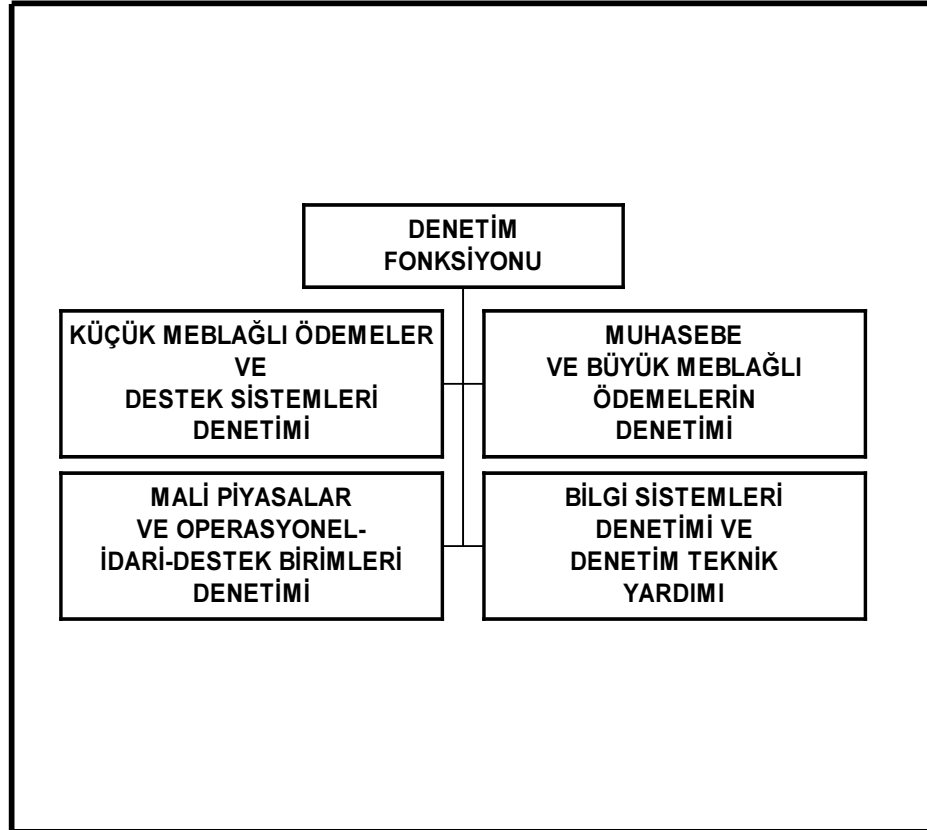 DENETİM
FONKSİYONU
KÜÇÜK MEBLAĞLI ÖDEMELER
VE
DESTEK SİSTEMLERİ
DENETİMİ
MUHASEBE
VE BÜYÜK MEBLAĞLI
ÖDEMELERİN
DENETİMİ
MALİ PİYASALAR
VE OPERASYONEL-
İDARİ-DESTEK BİRİMLERİ
DENETİMİ
BİLGİ SİSTEMLERİ
DENETİMİ VE
DENETİM TEKNİK
YARDIMI